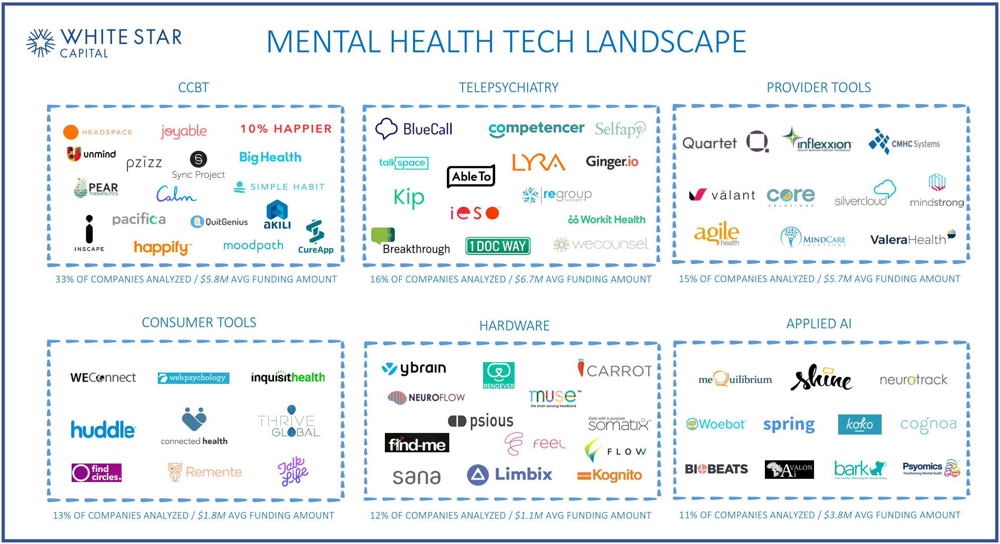 WHITE STAR
CAPITAL
MENTAL HEALTH TECH LANDSCAPE
CCBT
HEADSPACE
joyable
10% HAPPIER
unmind
pzizz
Sync Project
Big Health
PEAR
THERAPEUTICS
Calm
SIMPLE HABIT
INSCAPE
pacifica
QuitGenius
AKILI
CureApp
happify™
moodpath
33% OF COMPANIES ANALYZED / $5.8M AVG FUNDING AMOUNT
TELEPSYCHIATRY
BlueCall
competencer
Selfapy
talkspace
AbleTo
LYRA
Ginger.io
Kip
ieso
regroup
THERAPY
Workit Health
Breakthrough
1 DOC WAY
wecounsel
16% OF COMPANIES ANALYZED / $6.7M AVG FUNDING AMOUNT
PROVIDER TOOLS
Quartet
inflexxion
HEALTHY BEHAVIOR THROUGH TECHNOLOGY
CMHC Systems
vālant
core
SOLUTIONS
silvercloud
mindstrong
agile
health
MINDCARE
SOLUTIONS
ValeraHealth
15% OF COMPANIES ANALYZED / $5.7M AVG FUNDING AMOUNT
CONSUMER TOOLS
WEConnect
webpsychology
inquisithealth
huddle™
connected health
THRIVE
GLOBAL
find
circles.
Remente
Talk
Life
13% OF COMPANIES ANALYZED / $1.8M AVG FUNDING AMOUNT
HARDWARE
ybrain
RENDEVER
CARROT
NEUROFLOW
muse™
the brain sensing headband
psious
Data with a purpose
somatix™
find-me
Feel
FLOW
sana
Limbix
Kognito
12% OF COMPANIES ANALYZED / $1.1M AVG FUNDING AMOUNT
APPLIED AI
meQuilibrium
shine
neurotrack
Woebot
spring
koko
cognoa
BIOBEATS
AVALON
Ai
bark
Your Family's Watchdog for Internet Safety
Psyomics
Transforming Mental Health
11% OF COMPANIES ANALYZED / $3.8M AVG FUNDING AMOUNT